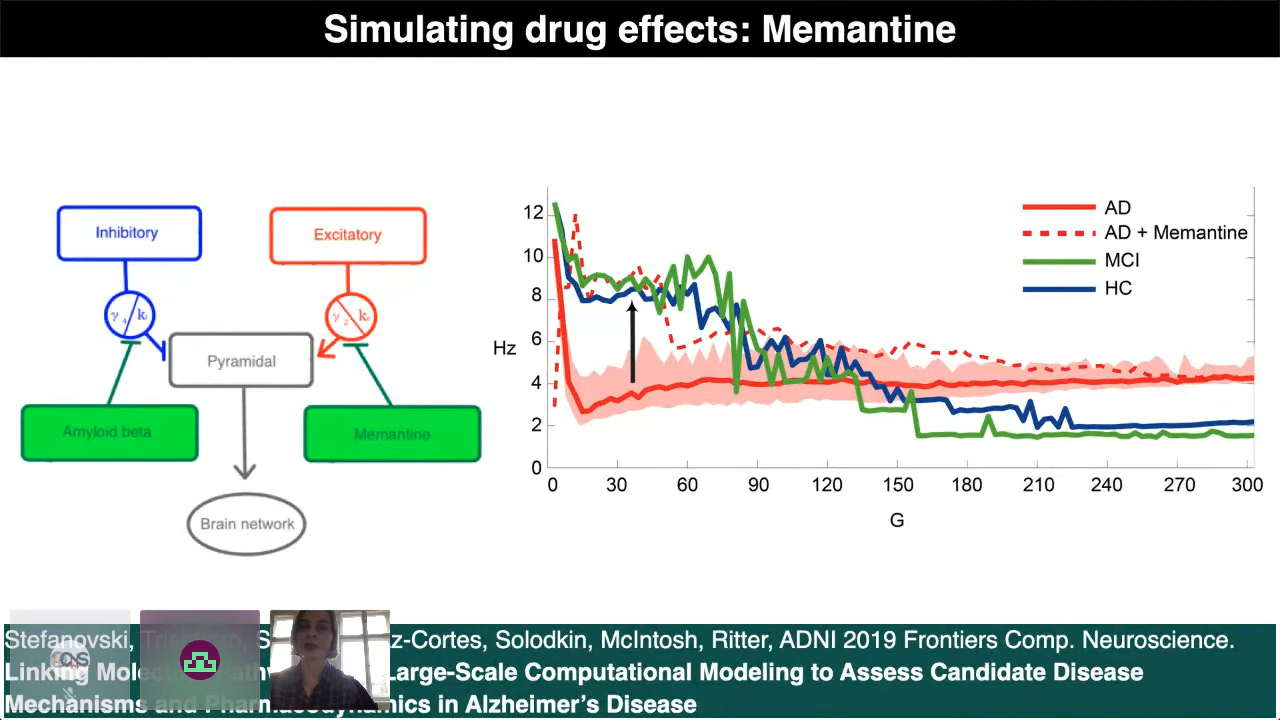 Simulating drug effects: Memantine
Inhibitory
Excitatory
Pyramidal
Amyloid beta
Memantine
Brain network
12
10
8
6
4
2
0
Hz
0 30 60 90 120 150 180 210 240 270 300
G
AD
AD + Memantine
MCI
HC
Stefanovski, z-Cortes, Solodkin, McIntosh, Ritter, ADNI 2019 Frontiers Comp. Neuroscience.
Linking Large-Scale Computational Modeling to Assess Candidate Disease
Mechanisms and Pharmacodynamics in Alzheimer’s Disease